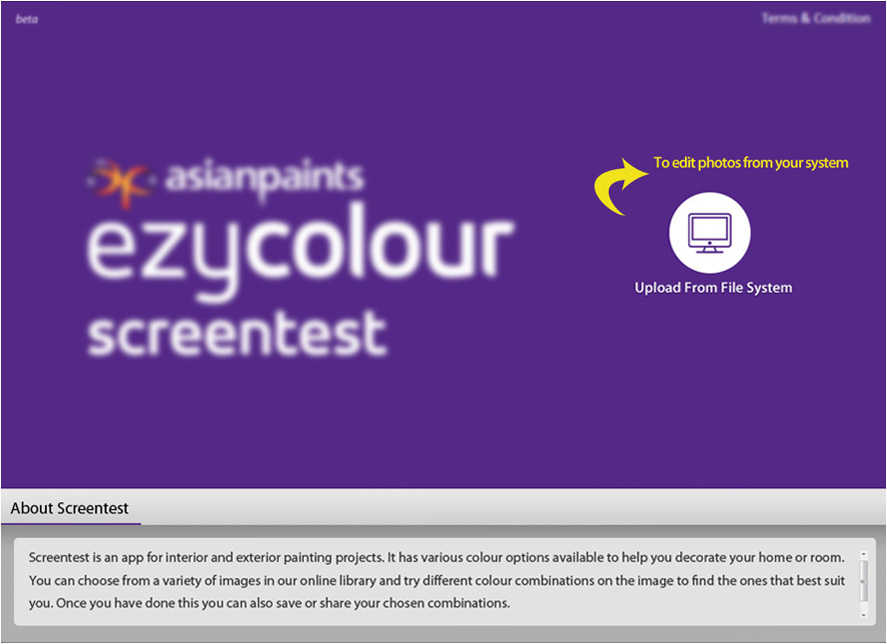 beta
Terms & Condition
asianpaints
ezycolour
screentest
To edit photos from your system
Upload From File System
About Screentest
Screentest is an app for interior and exterior painting projects. It has various colour options available to help you decorate your home or room.
You can choose from a variety of images in our online library and try different colour combinations on the image to find the ones that best suit
you. Once you have done this you can also save or share your chosen combinations.